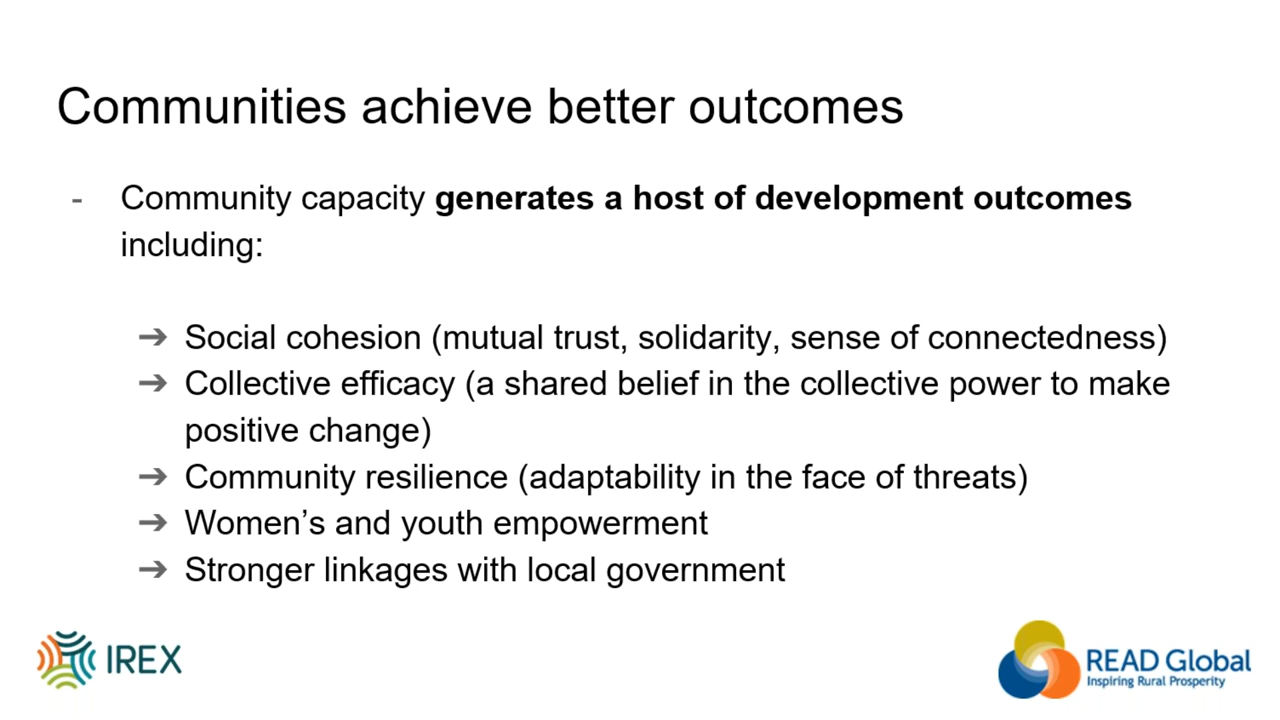 Communities achieve better outcomes
- Community capacity generates a host of development outcomes
including:
➔ Social cohesion (mutual trust, solidarity, sense of connectedness)
➔ Collective efficacy (a shared belief in the collective power to make
positive change)
➔ Community resilience (adaptability in the face of threats)
➔ Women’s and youth empowerment
➔ Stronger linkages with local government
IREX
READ Global
Inspiring Rural Prosperity